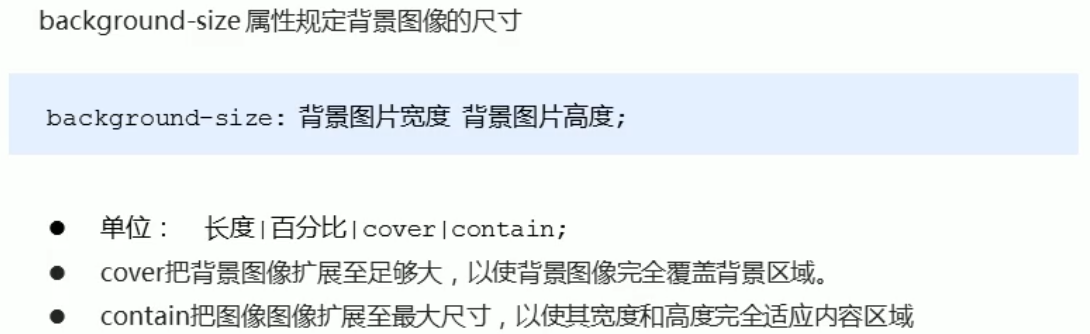 background-size 属性规定背景图像的尺寸
background-size: 背景图片宽度 背景图片高度;
● 单位： 长度|百分比|cover|contain;
● cover把背景图像扩展至足够大，以使背景图像完全覆盖背景区域。
● contain把图像图像扩展至最大尺寸，以使其宽度和高度完全适应内容区域